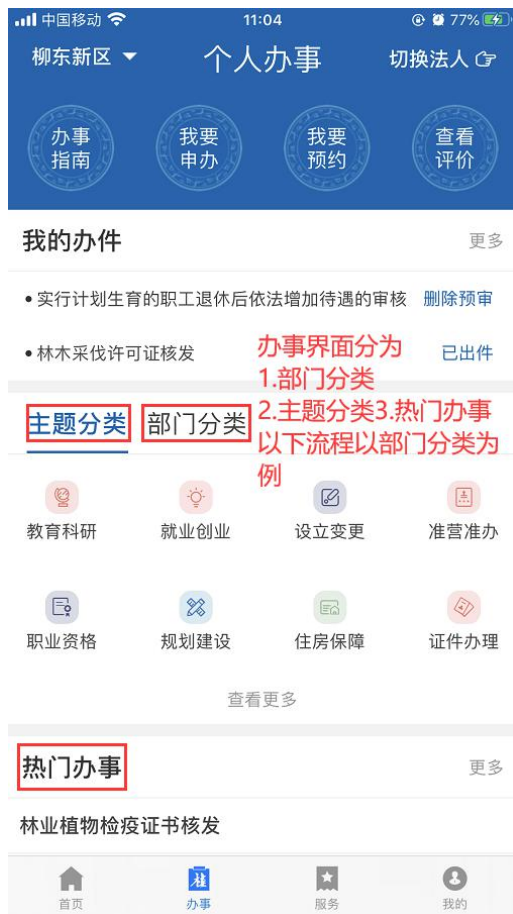 中国移动 11:04 77%
柳东新区 个人办事 切换法人
办事指南 我要申办 我要预约 查看评价
我的办件 更多
•实行计划生育的职工退休后依法增加待遇的审核 删除预审
•林木采伐许可证核发 已出件
办事界面分为
1.部门分类
2.主题分类3.热门办事
以下流程以部门分类为
例
主题分类 部门分类
教育科研 就业创业 设立变更 准营准办
职业资格 规划建设 住房保障 证件办理
查看更多
热门办事 更多
林业植物检疫证书核发
首页 办事 服务 我的